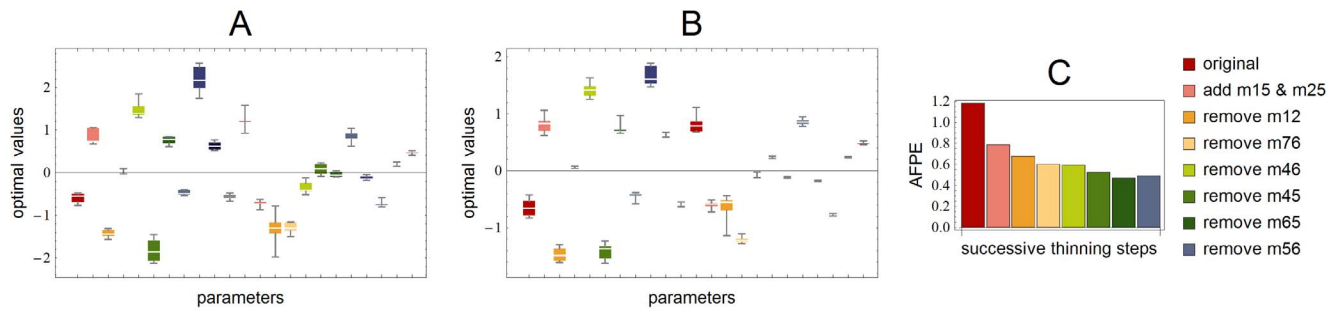 A
optimal values
2
1
0
−1
−2
parameters
B
optimal values
2
1
0
−1
parameters
C
AFPE
1.2
1.0
0.8
0.6
0.4
0.2
0.0
successive thinning steps
original
add m15 & m25
remove m12
remove m76
remove m46
remove m45
remove m65
remove m56